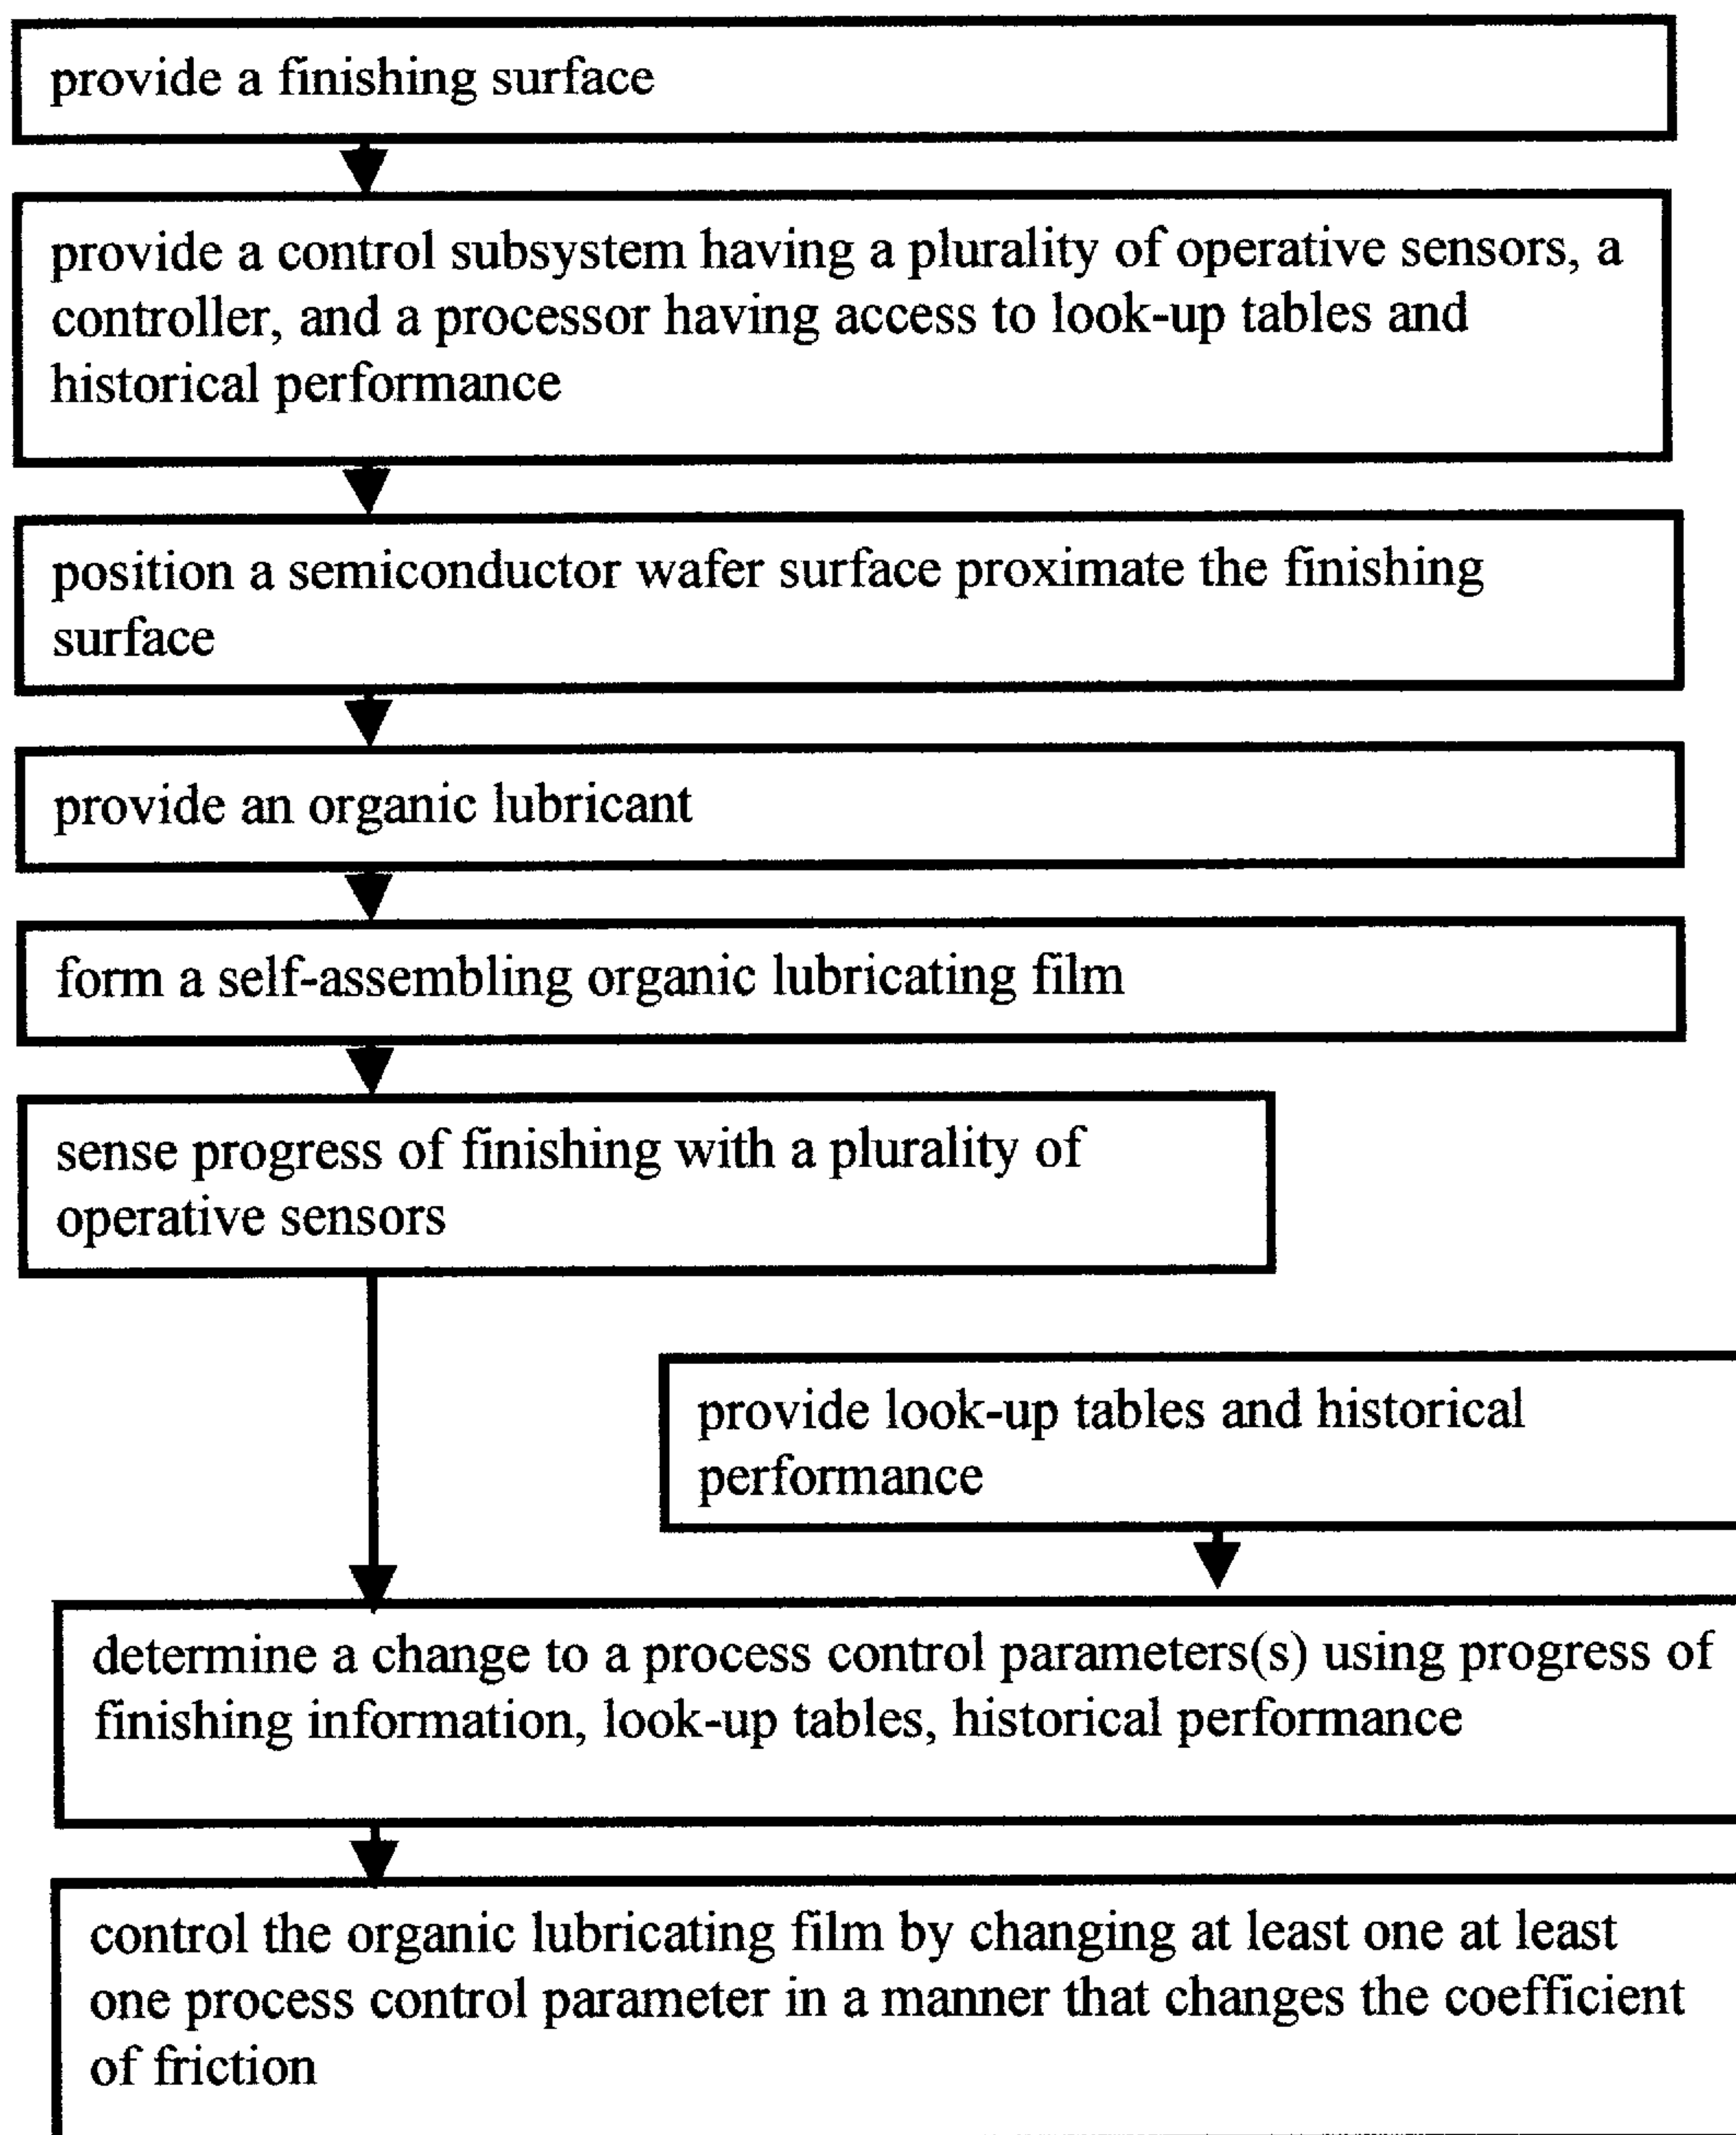 provide a finishing surface
provide a control subsystem having a plurality of operative sensors, a
controller, and a processor having access to look-up tables and
historical performance
position a semiconductor wafer surface proximate the finishing
surface
provide an organic lubricant
form a self-assembling organic lubricating film
sense progress of finishing with a plurality of
operative sensors
provide look-up tables and historical
performance
determine a change to a process control parameters(s) using progress of
finishing information, look-up tables, historical performance
control the organic lubricating film by changing at least one at least
one process control parameter in a manner that changes the coefficient
of friction